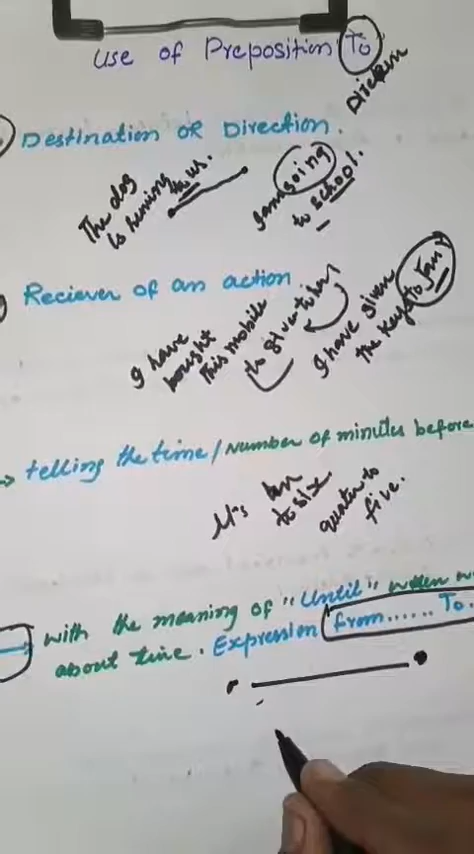 Use of Preposition To
Direction
Destination OR Direction.
The dog
is running to us.
I am going
to school.
Reciever of an action
I have
bought
This mobile
to give to
I have given
the keys to
→ telling the time/Number of minutes before
It's ten
to six.
quarter to
five.
with the meaning of "Until" when
about time. Expression from...... To.